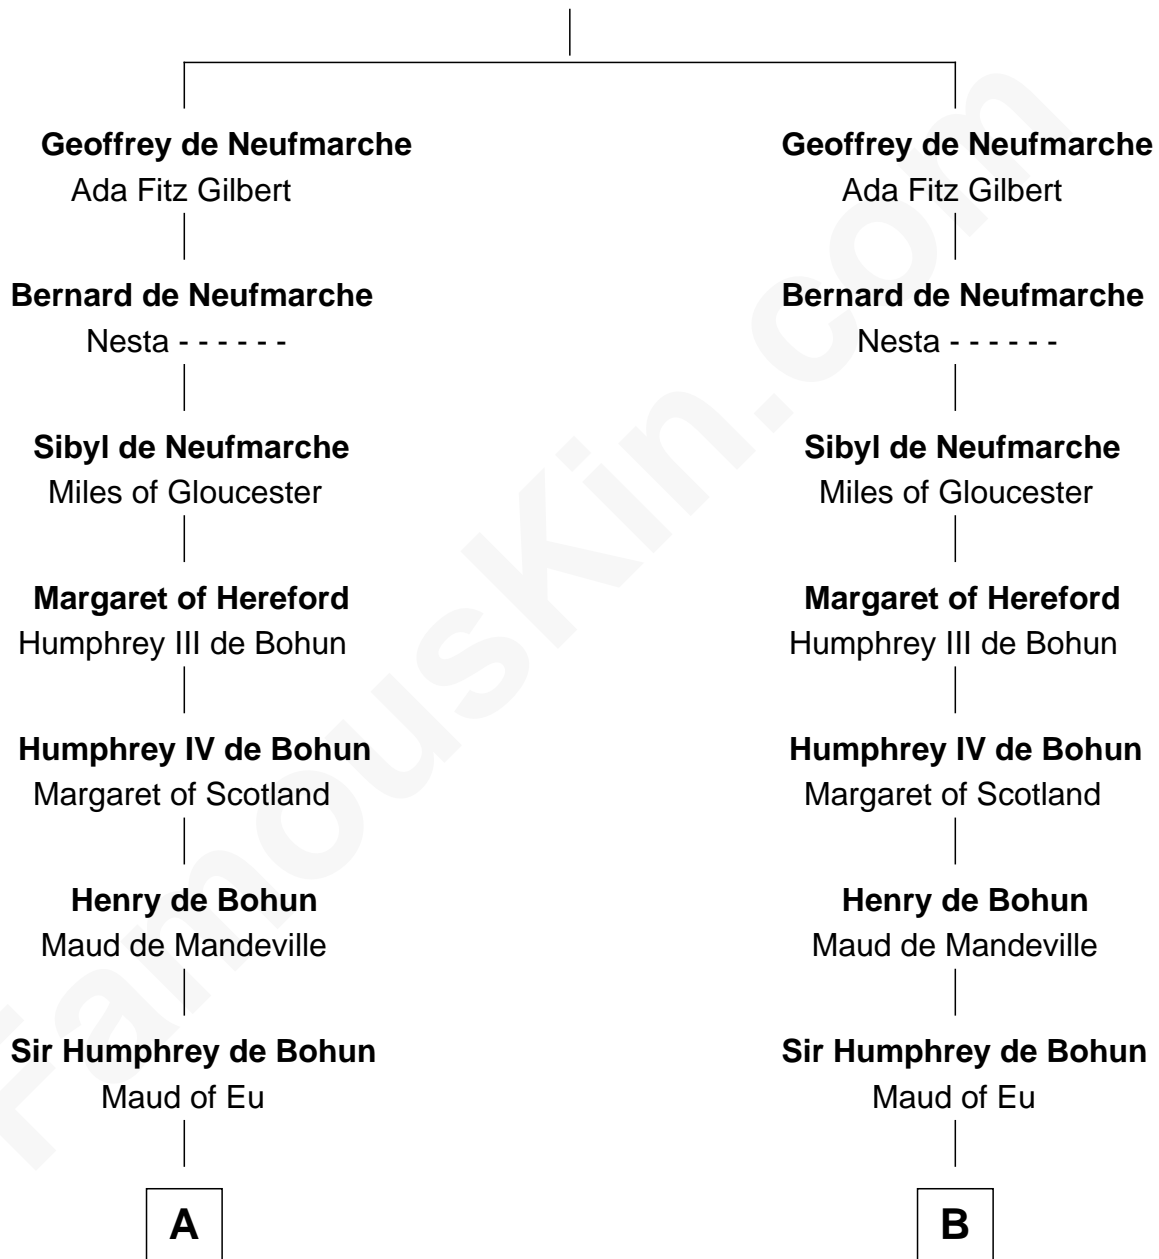 Geoffrey de Neufmarche
Ada Fitz Gilbert
Bernard de Neufmarche
Nesta - - - - - -
Sibyl de Neufmarche
Miles of Gloucester
Margaret of Hereford
Humphrey III de Bohun
Humphrey IV de Bohun
Margaret of Scotland
Henry de Bohun
Maud de Mandeville
Sir Humphrey de Bohun
Maud of Eu
A
Geoffrey de Neufmarche
Ada Fitz Gilbert
Bernard de Neufmarche
Nesta - - - - - -
Sibyl de Neufmarche
Miles of Gloucester
Margaret of Hereford
Humphrey III de Bohun
Humphrey IV de Bohun
Margaret of Scotland
Henry de Bohun
Maud de Mandeville
Sir Humphrey de Bohun
Maud of Eu
B
FamousKin.com